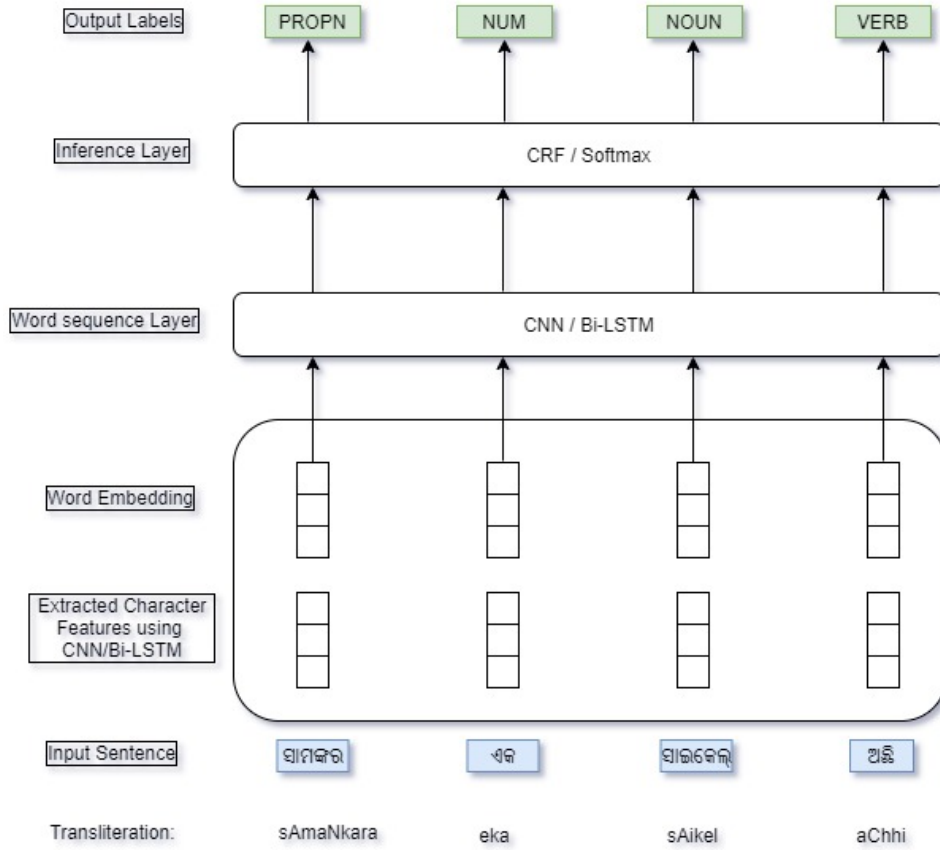 Output Labels PROPN NUM NOUN VERB
Inference Layer CRF / Softmax
Word sequence Layer CNN / Bi-LSTM
Word Embedding
Extracted Character
Features using
CNN/Bi-LSTM
Input Sentence ସାମଙ୍କର ଏକ ସାଇକେଲ୍ ଅଛି
Transliteration: sAmaNkara eka sAikel aChhi